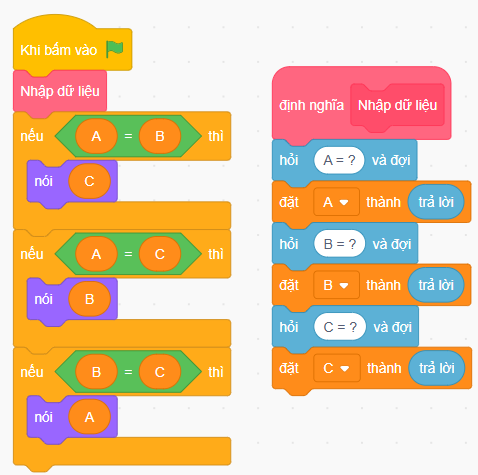 Khi bấm vào
Nhập dữ liệu
nếu A = B thì
nói C
nếu A = C thì
nói B
nếu B = C thì
nói A
định nghĩa Nhập dữ liệu
hỏi A = ? và đợi
đặt A thành trả lời
hỏi B = ? và đợi
đặt B thành trả lời
hỏi C = ? và đợi
đặt C thành trả lời